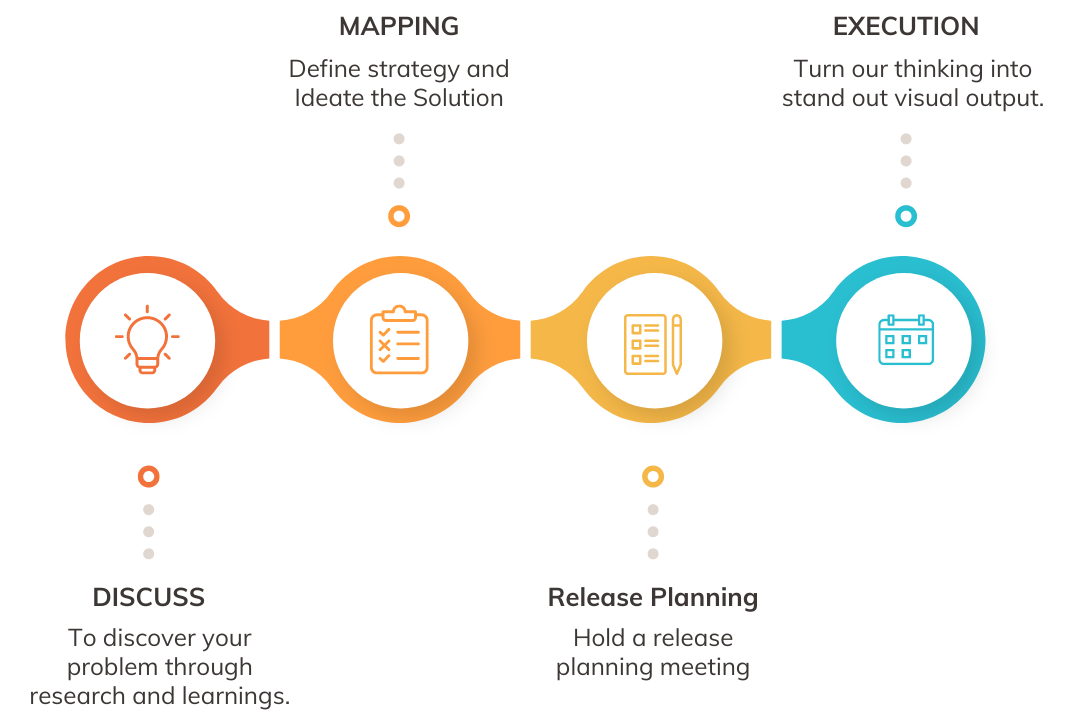 MAPPING
Define strategy and
Ideate the Solution
EXECUTION
Turn our thinking into
stand out visual output.
DISCUSS
To discover your
problem through
research and learnings.
Release Planning
Hold a release
planning meeting